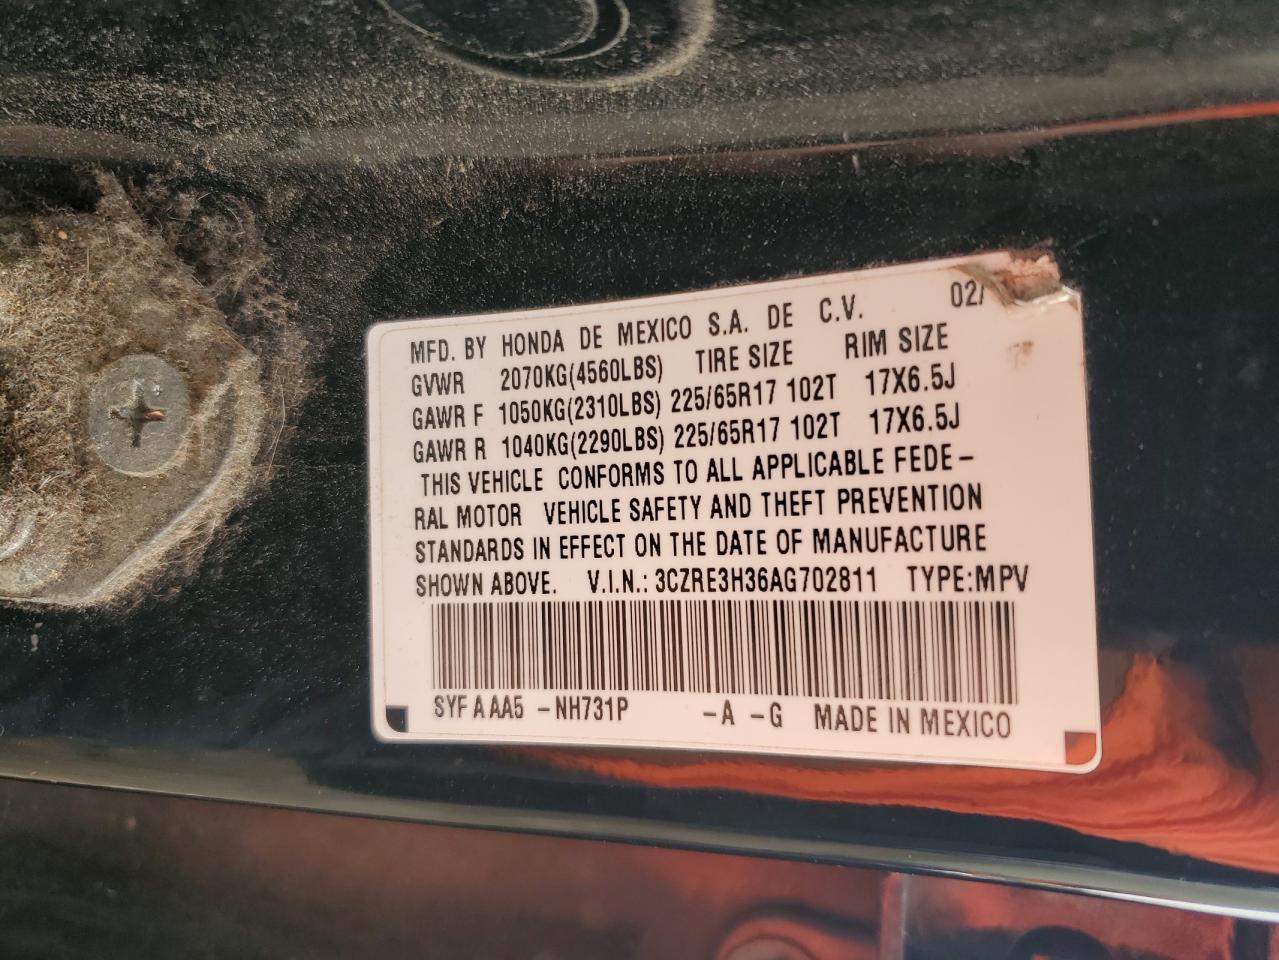 MFD. BY HONDA DE MEXICO S.A. DE C.V. 02/
GVWR 2070KG(4560LBS) TIRE SIZE RIM SIZE
GAWR F 1050KG(2310LBS) 225/65R17 102T 17X6.5J
GAWR R 1040KG(2290LBS) 225/65R17 102T 17X6.5J
THIS VEHICLE CONFORMS TO ALL APPLICABLE FEDE-
RAL MOTOR VEHICLE SAFETY AND THEFT PREVENTION
STANDARDS IN EFFECT ON THE DATE OF MANUFACTURE
SHOWN ABOVE. V.I.N.: 3CZRE3H36AG702811 TYPE:MPV
SYF A AA5 -NH731P -A -G MADE IN MEXICO